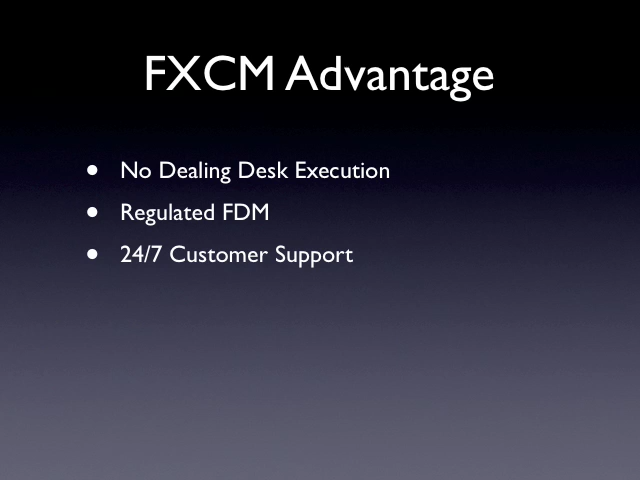 FXCM Advantage
• No Dealing Desk Execution
• Regulated FDM
• 24/7 Customer Support